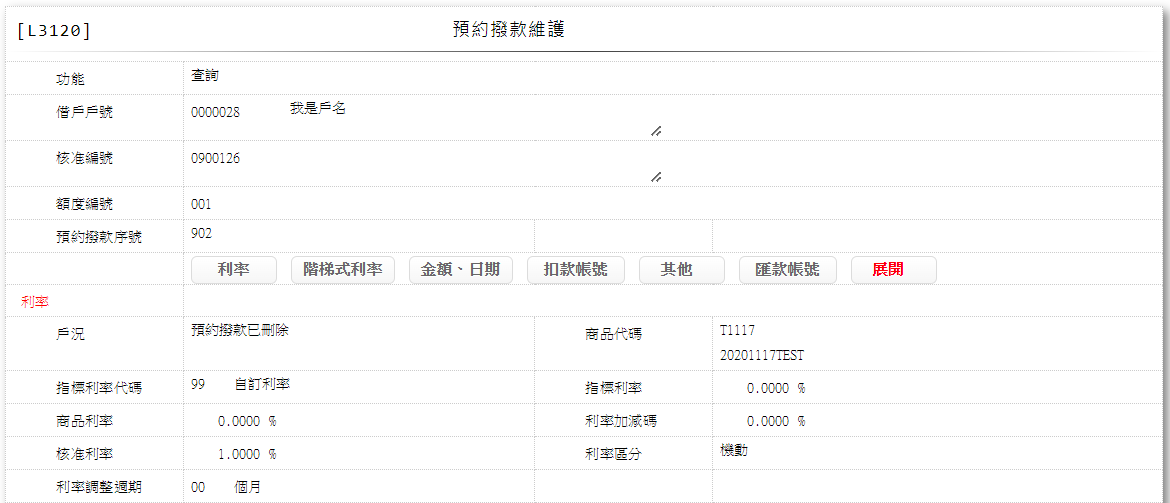 [L3120] 預約撥款維護
功能 查詢
借戶戶號 0000028 我是戶名
核准編號 0900126
額度編號 001
預約撥款序號 902
利率 階梯式利率 金額、日期 扣款帳號 其他 匯款帳號 展開
利率
戶況 預約撥款已刪除 商品代碼 T1117
20201117TEST
指標利率代碼 99 自訂利率 指標利率 0.0000 %
商品利率 0.0000 % 利率加減碼 0.0000 %
核准利率 1.0000 % 利率區分 機動
利率調整週期 00 個月